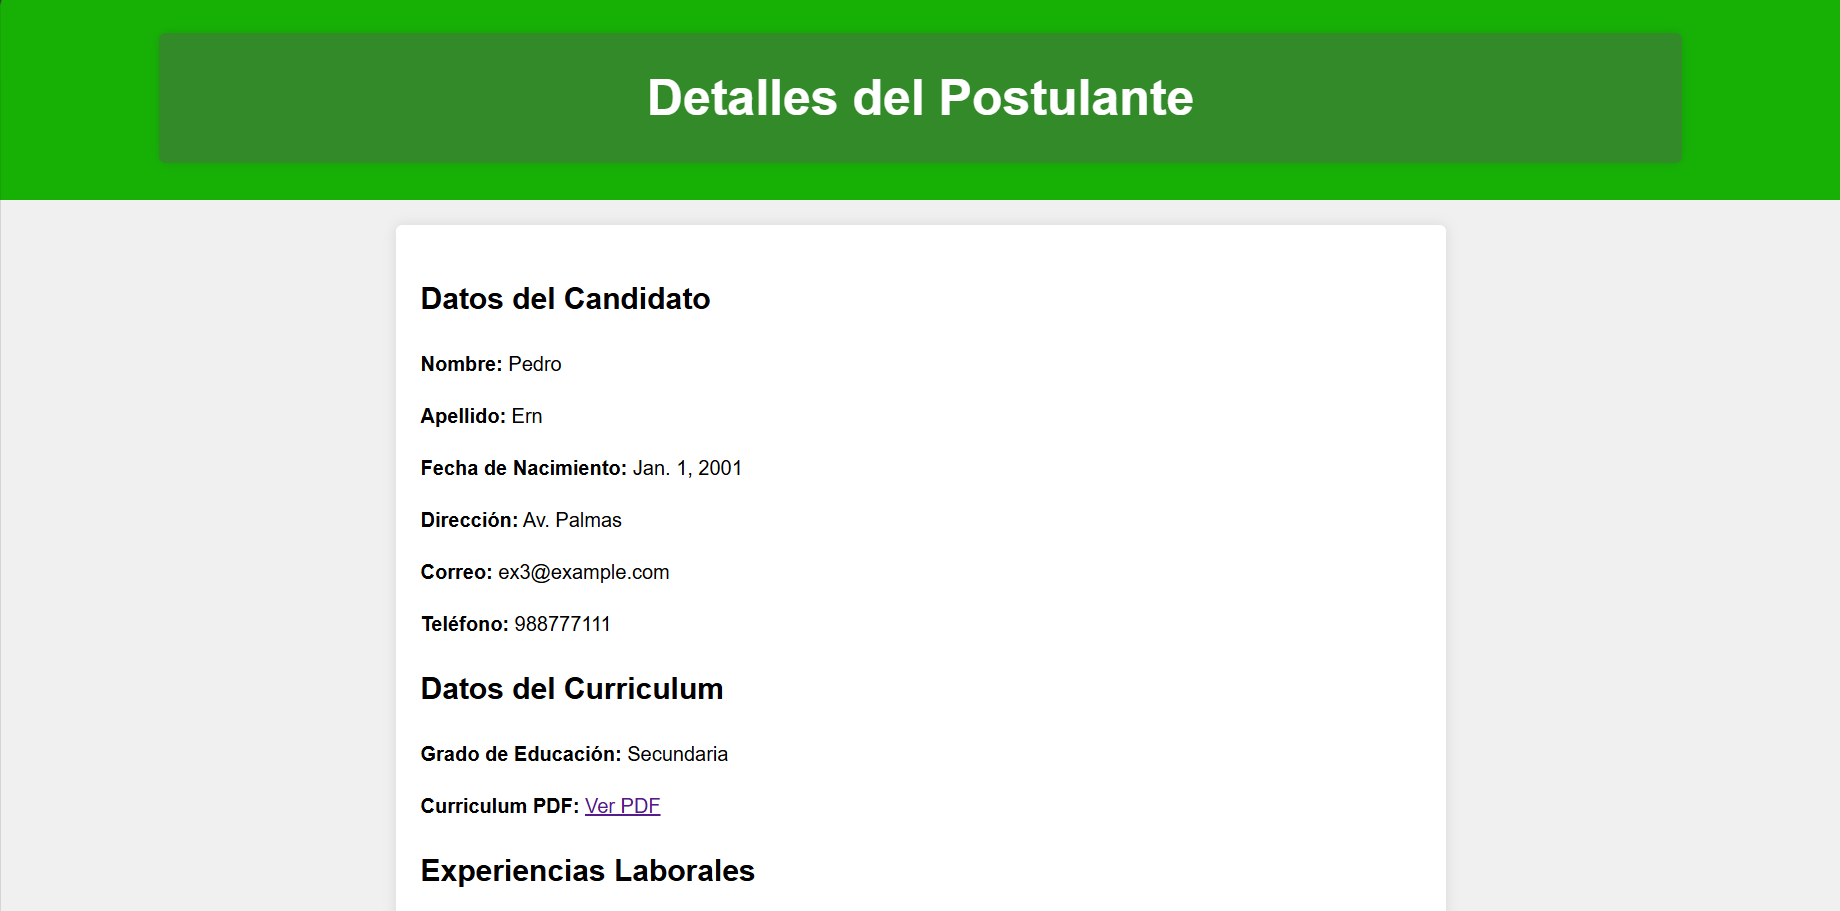 Detalles del Postulante
Datos del Candidato
Nombre: Pedro
Apellido: Ern
Fecha de Nacimiento: Jan. 1, 2001
Dirección: Av. Palmas
Correo: ex3@example.com
Teléfono: 988777111
Datos del Curriculum
Grado de Educación: Secundaria
Curriculum PDF: Ver PDF
Experiencias Laborales